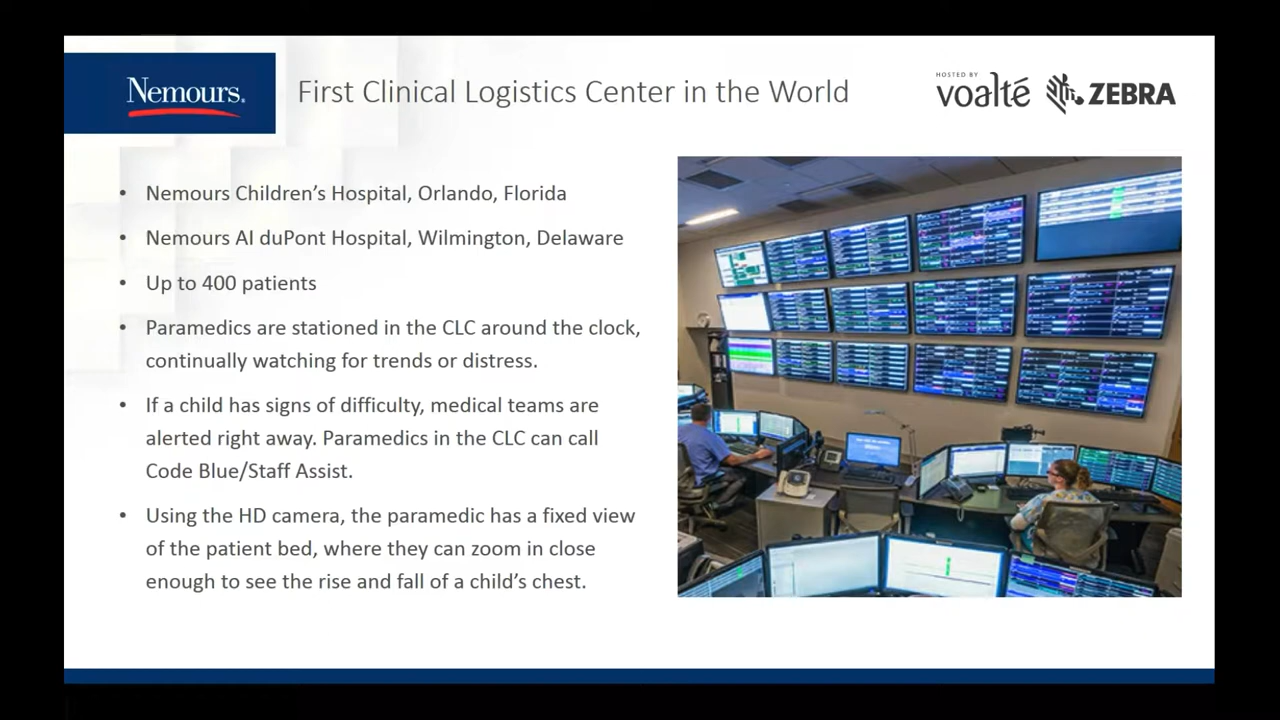 Nemours.
First Clinical Logistics Center in the World
HOSTED BY
voalté
ZEBRA
• Nemours Children's Hospital, Orlando, Florida
• Nemours AI duPont Hospital, Wilmington, Delaware
• Up to 400 patients
• Paramedics are stationed in the CLC around the clock,
continually watching for trends or distress.
• If a child has signs of difficulty, medical teams are
alerted right away. Paramedics in the CLC can call
Code Blue/Staff Assist.
• Using the HD camera, the paramedic has a fixed view
of the patient bed, where they can zoom in close
enough to see the rise and fall of a child's chest.